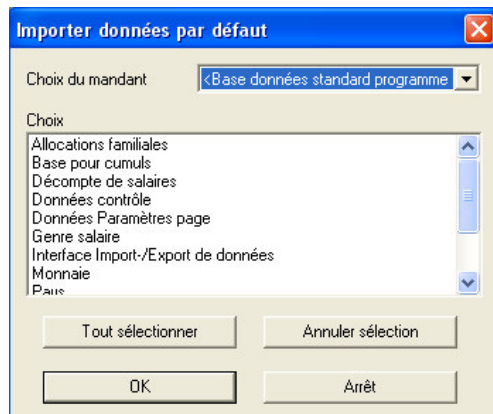 Importer données par défaut
Choix du mandant <Base données standard programme
Choix
Allocations familiales
Base pour cumuls
Décompte de salaires
Données contrôle
Données Paramètres page
Genre salaire
Interface Import-/Export de données
Monnaie
Pays
Tout sélectionner Annuler sélection
OK Arrêt